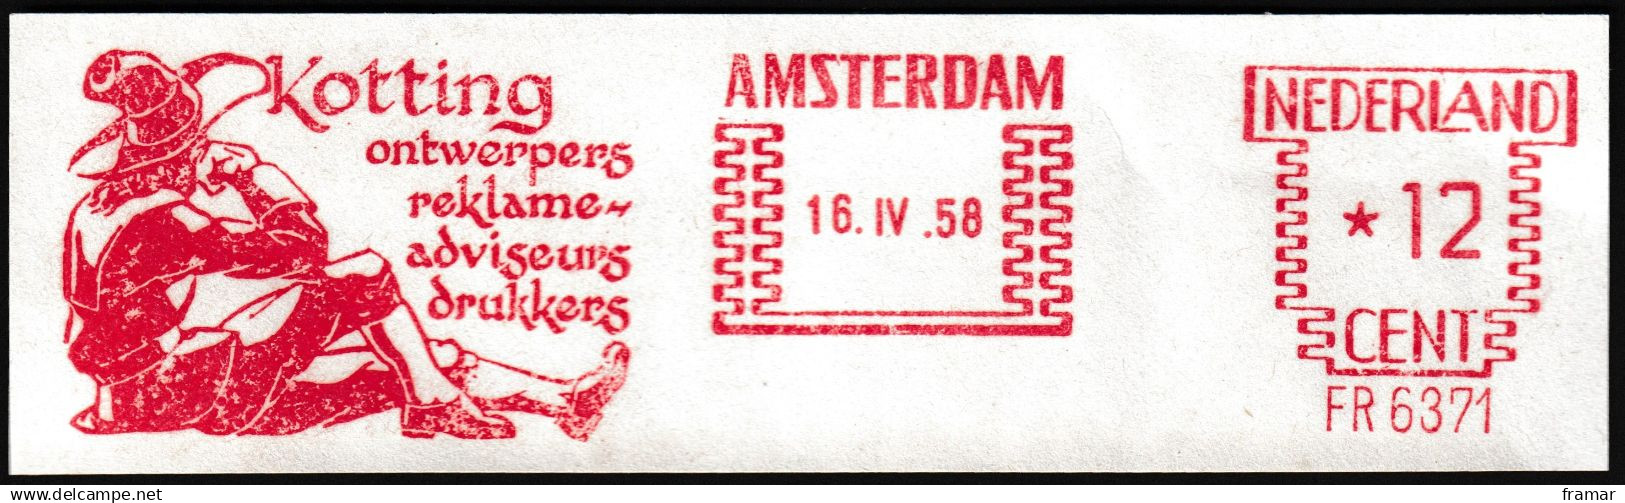 Kotting
ontwerpers
reklame-
adviseurs
drukkers
AMSTERDAM
16.IV.58
NEDERLAND
* 12
CENT
FR 6371
www.delcampe.net
framar